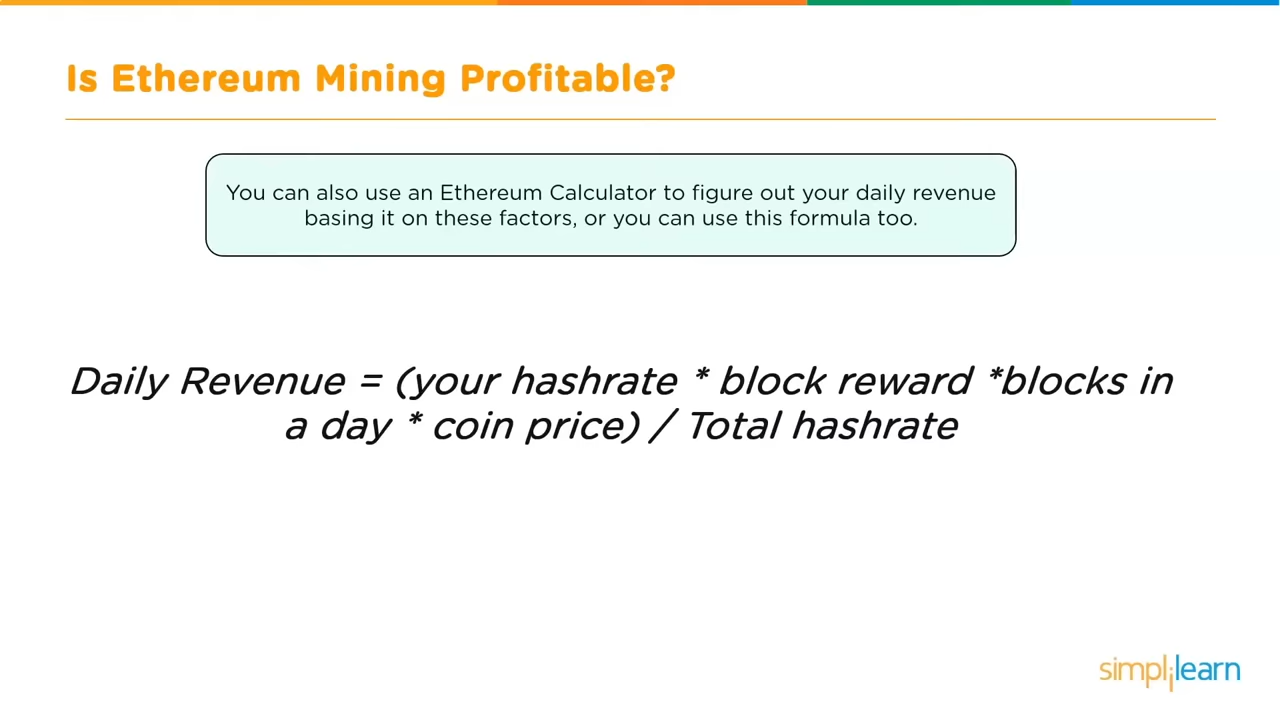 Is Ethereum Mining Profitable?
You can also use an Ethereum Calculator to figure out your daily revenue
basing it on these factors, or you can use this formula too.
Daily Revenue = (your hashrate * block reward *blocks in
a day * coin price) / Total hashrate
simplilearn